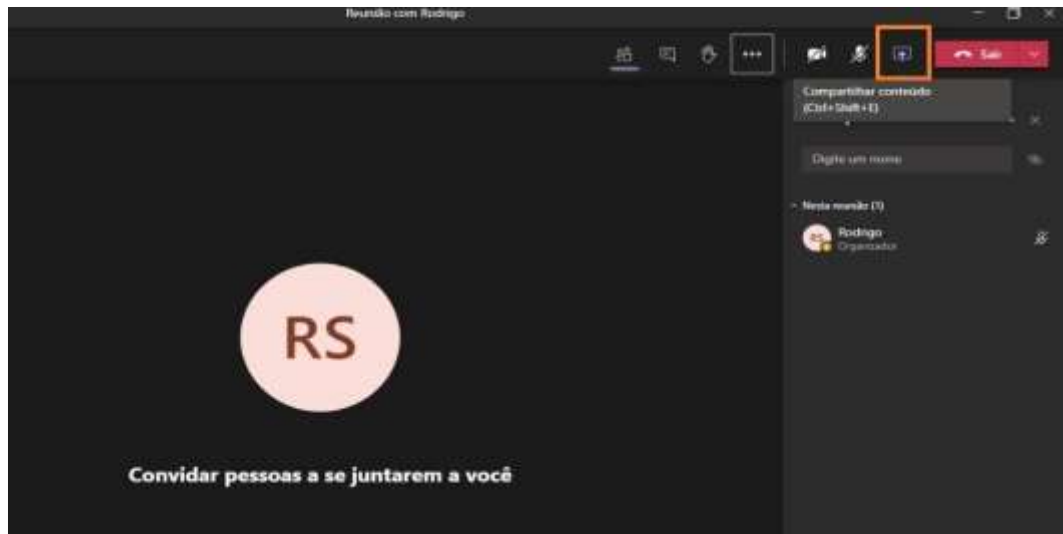 Reunião com Rodrigo
Sair
Compartilhar conteúdo
(Ctrl+Shift+E)
Digite um nome
Nesta reunião (1)
RS
Rodrigo
Organizador
RS
Convidar pessoas a se juntarem a você